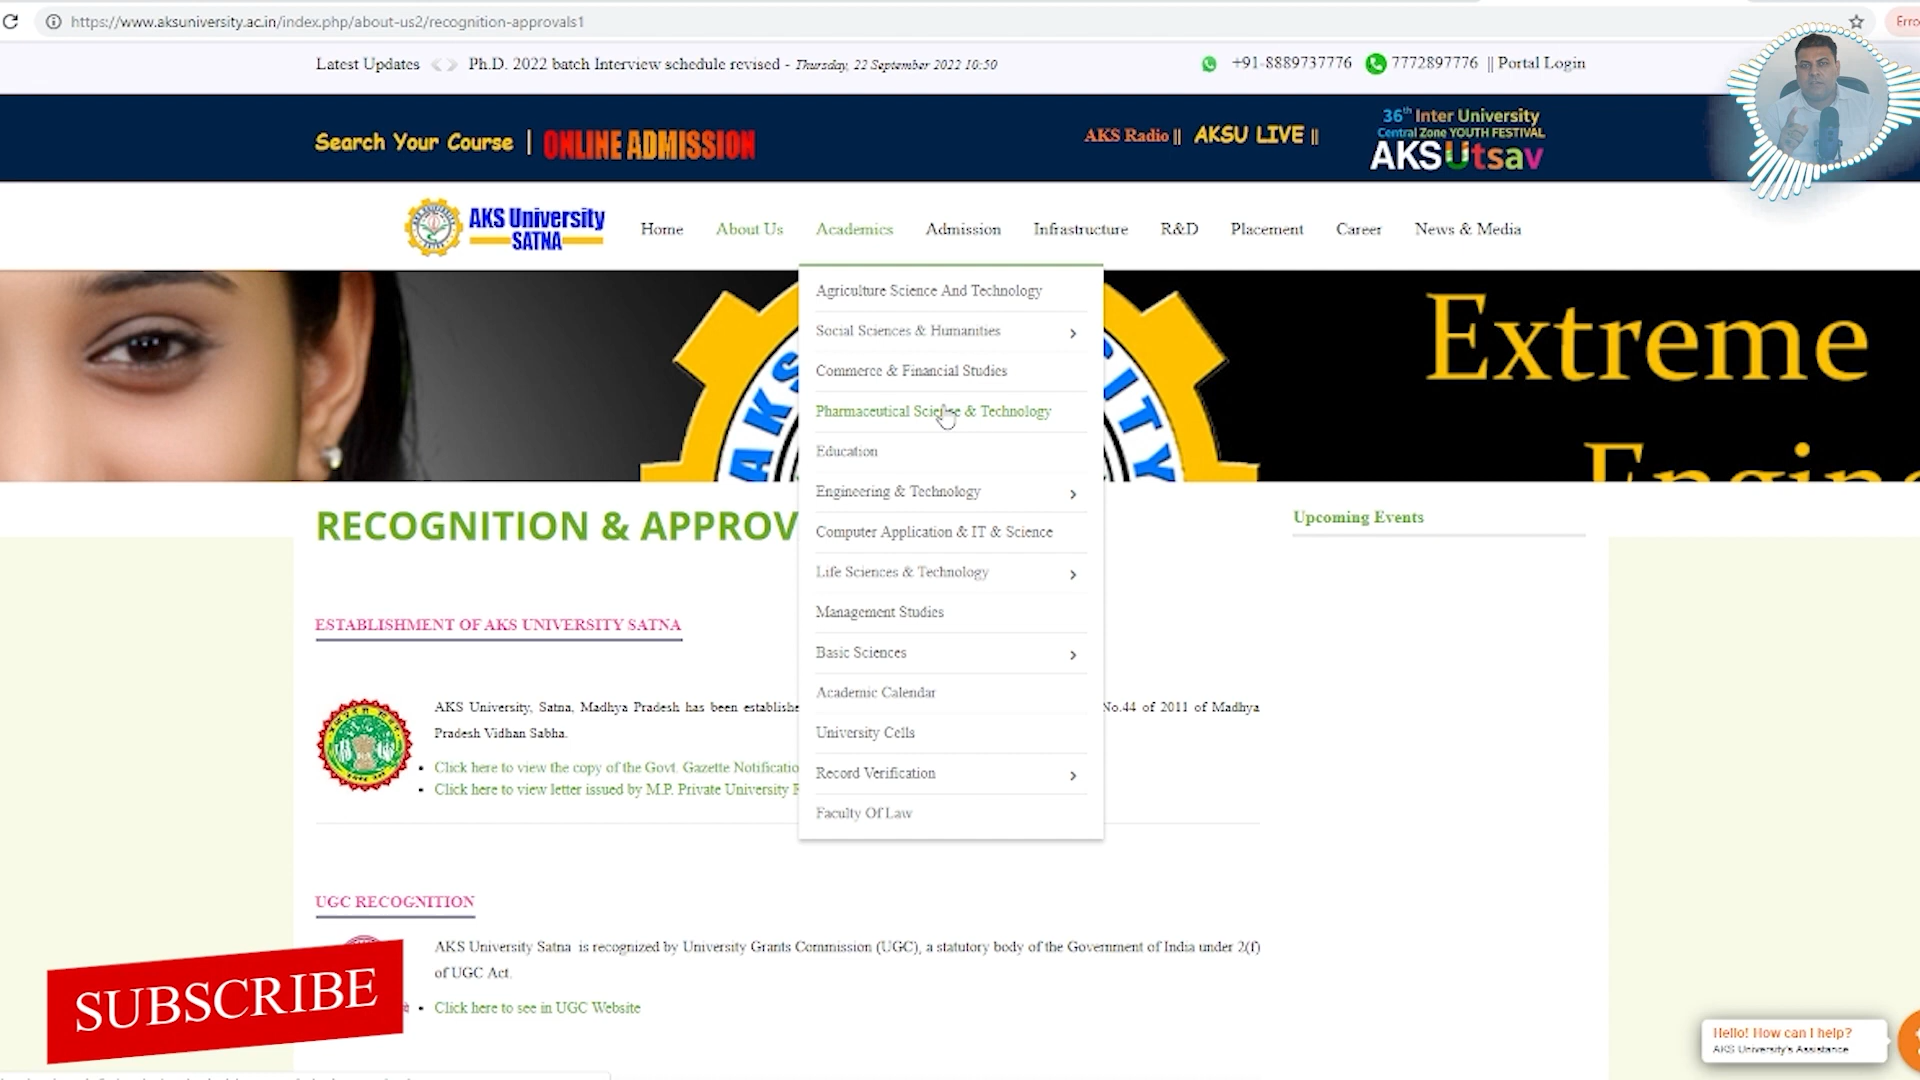 https://www.aksuniversity.ac.in/index.php/about-us2/recognition-approvals1
Latest Updates Ph.D. 2022 batch Interview schedule revised - Thursday, 22 September 2022 10:50
+91-8889737776 7772897776 || Portal Login
Search Your Course | ONLINE ADMISSION
AKS Radio || AKSU LIVE ||
36th Inter University
Central Zone YOUTH FESTIVAL
AKSUtsav
AKS University
SATNA
Home About Us Academics Admission Infrastructure R&D Placement Career News & Media
Agriculture Science And Technology
Social Sciences & Humanities
Commerce & Financial Studies
Pharmaceutical Science & Technology
Education
Engineering & Technology
Computer Application & IT & Science
Life Sciences & Technology
Management Studies
Basic Sciences
Academic Calendar
University Cells
Record Verification
Faculty Of Law
Extreme
RECOGNITION & APPROV
Upcoming Events
ESTABLISHMENT OF AKS UNIVERSITY SATNA
AKS University, Satna, Madhya Pradesh has been establishe No.44 of 2011 of Madhya
Pradesh Vidhan Sabha.
Click here to view the copy of the Govt. Gazette Notificatio
Click here to view letter issued by M.P. Private University
UGC RECOGNITION
AKS University Satna is recognized by University Grants Commission (UGC), a statutory body of the Government of India under 2(f)
of UGC Act.
Click here to see in UGC Website
SUBSCRIBE
Hello! How can I help?
AKS University's Assistance